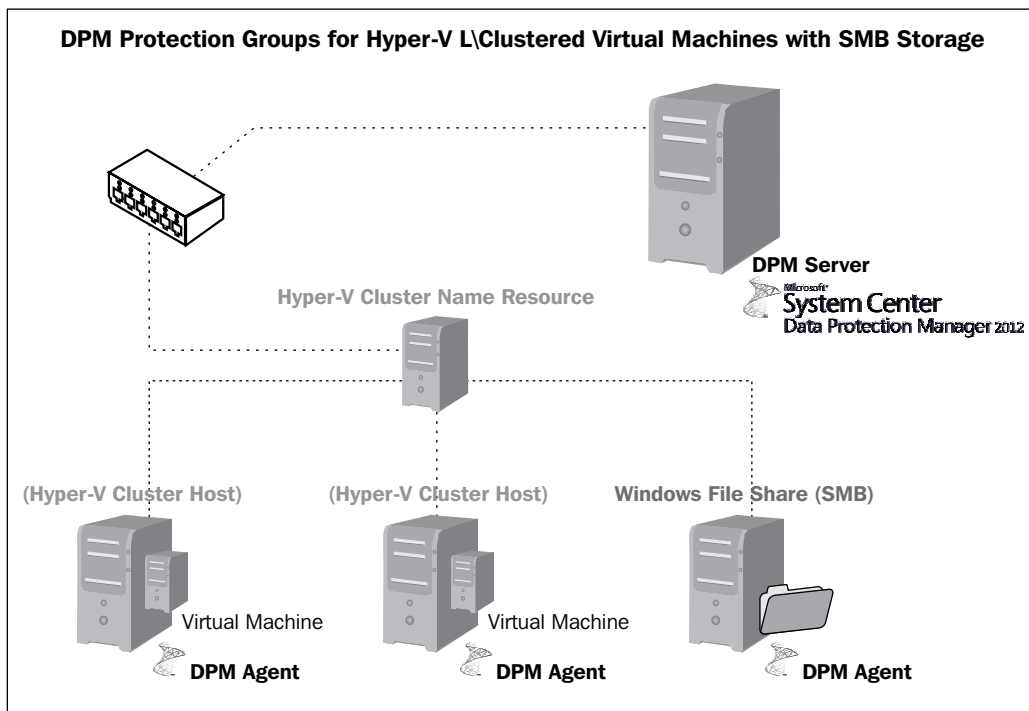 DPM Protection Groups for Hyper-V L\Clustered Virtual Machines with SMB Storage
DPM Server
Microsoft
System Center
Data Protection Manager 2012
Hyper-V Cluster Name Resource
(Hyper-V Cluster Host)
(Hyper-V Cluster Host)
Windows File Share (SMB)
Virtual Machine
Virtual Machine
DPM Agent
DPM Agent
DPM Agent